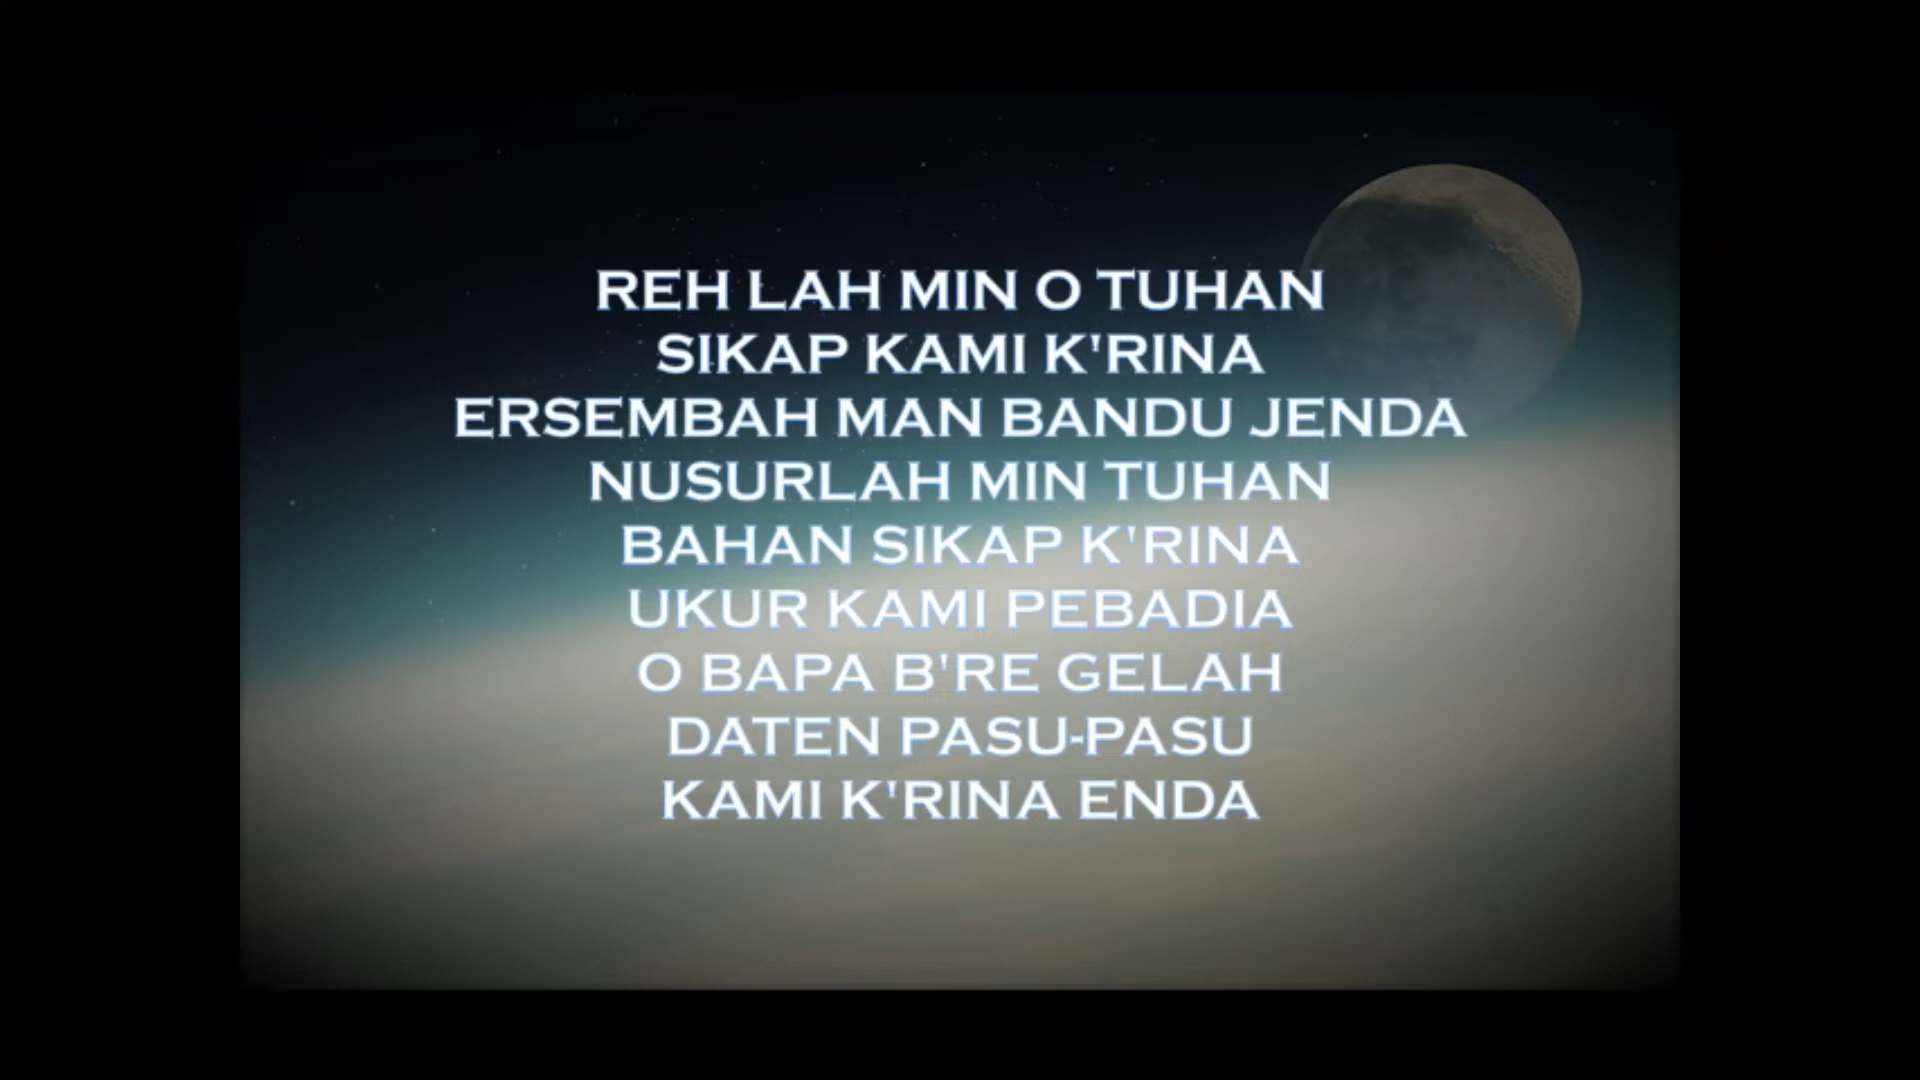 REH LAH MIN O TUHAN
SIKAP KAMI K'RINA
ERSEMBAH MAN BANDU JENDA
NUSURLAH MIN TUHAN
BAHAN SIKAP K'RINA
UKUR KAMI PEBADIA
O BAPA B'RE GELAH
DATEN PASU-PASU
KAMI K'RINA ENDA